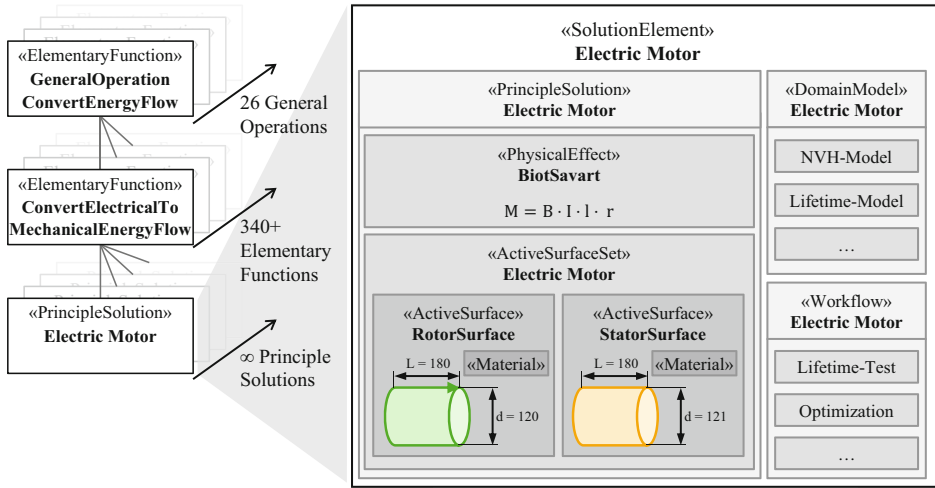 «ElementaryFunction»
GeneralOperation
ConvertEnergyFlow
26 General
Operations
«ElementaryFunction»
ConvertElectricalTo
MechanicalEnergyFlow
340+
Elementary
Functions
«PrincipleSolution»
Electric Motor
∞ Principle
Solutions
«SolutionElement»
Electric Motor
«PrincipleSolution»
Electric Motor
«PhysicalEffect»
BiotSavart
M = B · I · l · r
«ActiveSurfaceSet»
Electric Motor
«ActiveSurface»
RotorSurface
L = 180
«Material»
d = 120
«ActiveSurface»
StatorSurface
L = 180
«Material»
d = 121
«DomainModel»
Electric Motor
NVH-Model
Lifetime-Model
…
«Workflow»
Electric Motor
Lifetime-Test
Optimization
…